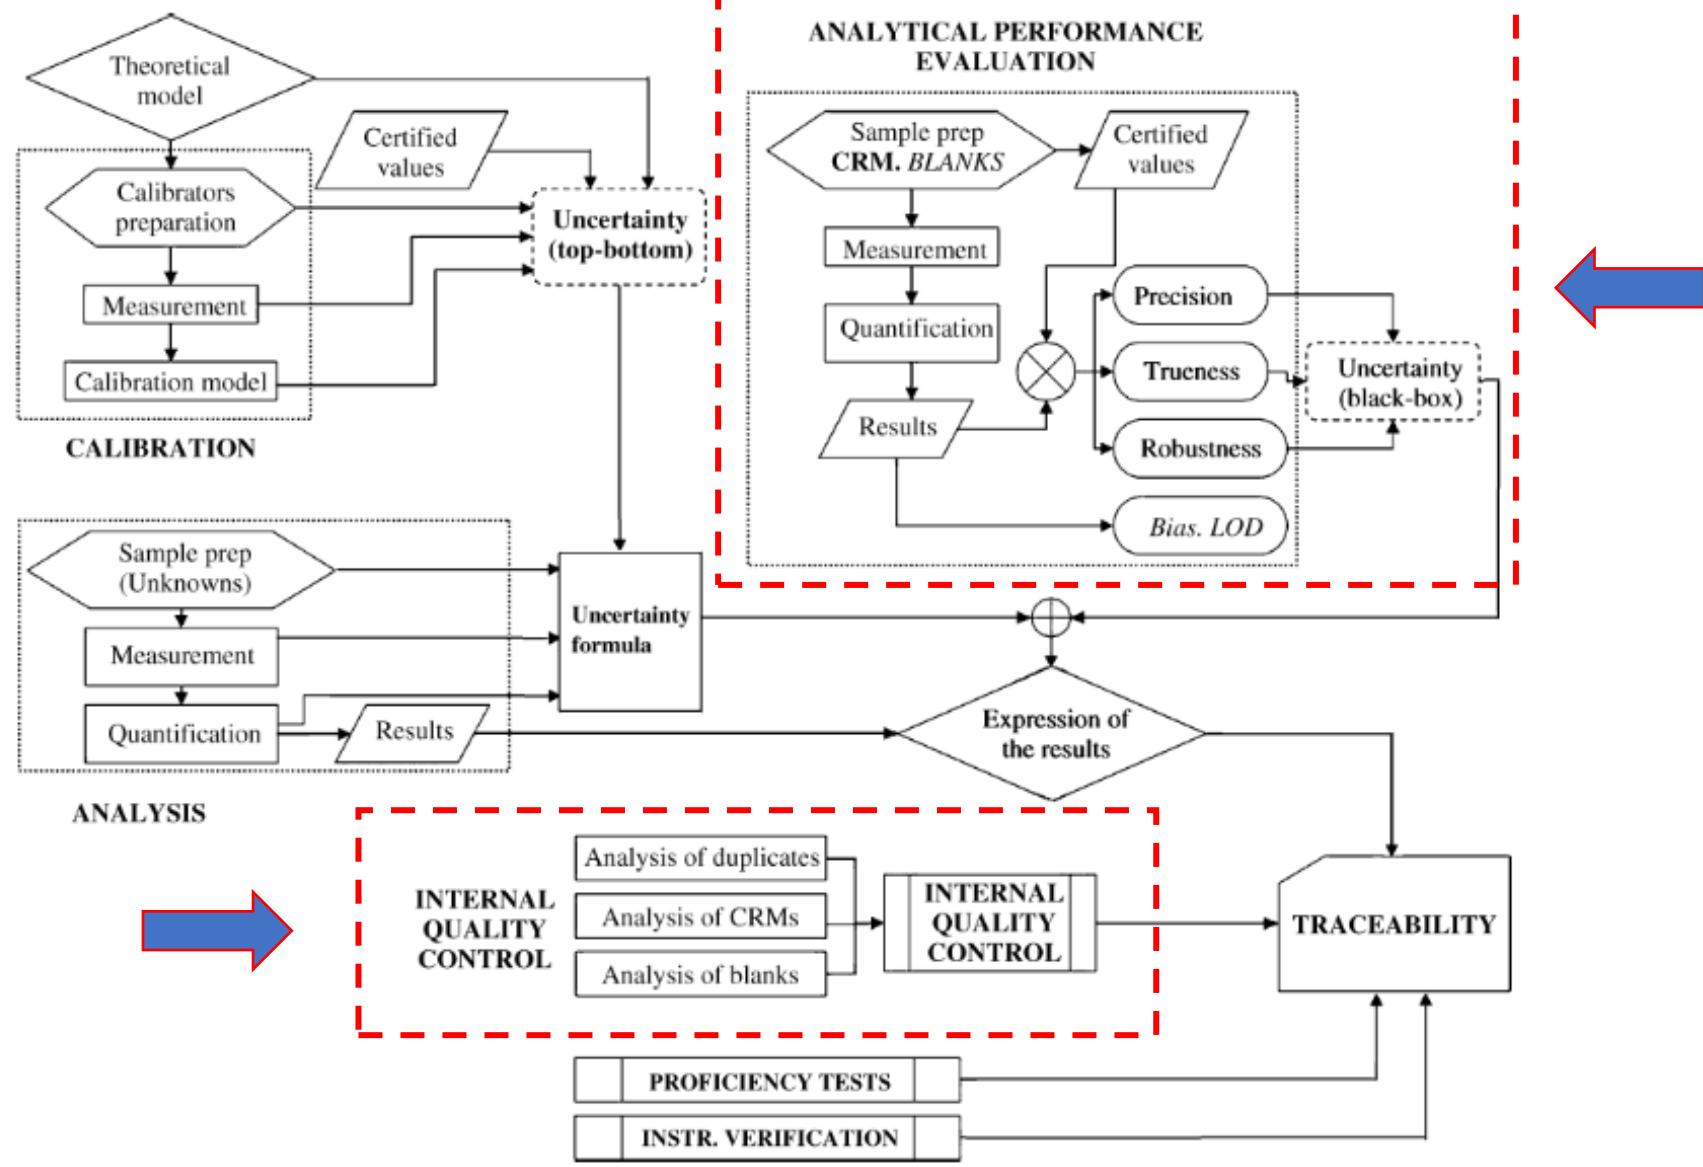 Theoretical
model
Certified
values
Calibrators
preparation
Measurement
Calibration model
CALIBRATION
Uncertainty
(top-bottom)
ANALYTICAL PERFORMANCE
EVALUATION
Sample prep
CRM. BLANKS
Certified
values
Measurement
Quantification
Results
Precision
Trueness
Robustness
Bias. LOD
Uncertainty
(black-box)
Sample prep
(Unknowns)
Measurement
Quantification
Results
ANALYSIS
Uncertainty
formula
Expression of
the results
INTERNAL
QUALITY
CONTROL
Analysis of duplicates
Analysis of CRMs
Analysis of blanks
INTERNAL
QUALITY
CONTROL
TRACEABILITY
PROFICIENCY TESTS
INSTR. VERIFICATION